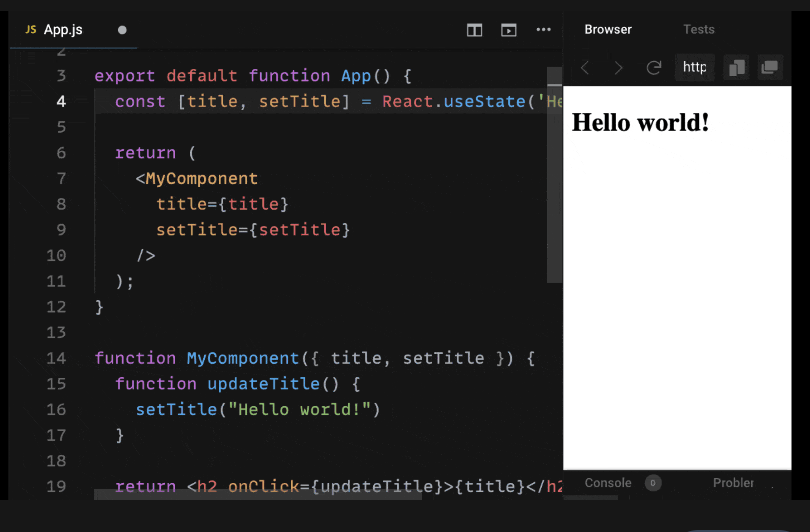 JS App.js
Browser
Tests
http
2
3 export default function App() {
4 const [title, setTitle] = React.useState('He
5
6 return (
7 <MyComponent
8 title={title}
9 setTitle={setTitle}
10 />
11 );
12 }
13
14 function MyComponent({ title, setTitle }) {
15 function updateTitle() {
16 setTitle("Hello world!")
17 }
18
19 return <h2 onClick={updateTitle}>{title}</h2
Hello world!
Console 0
Probler